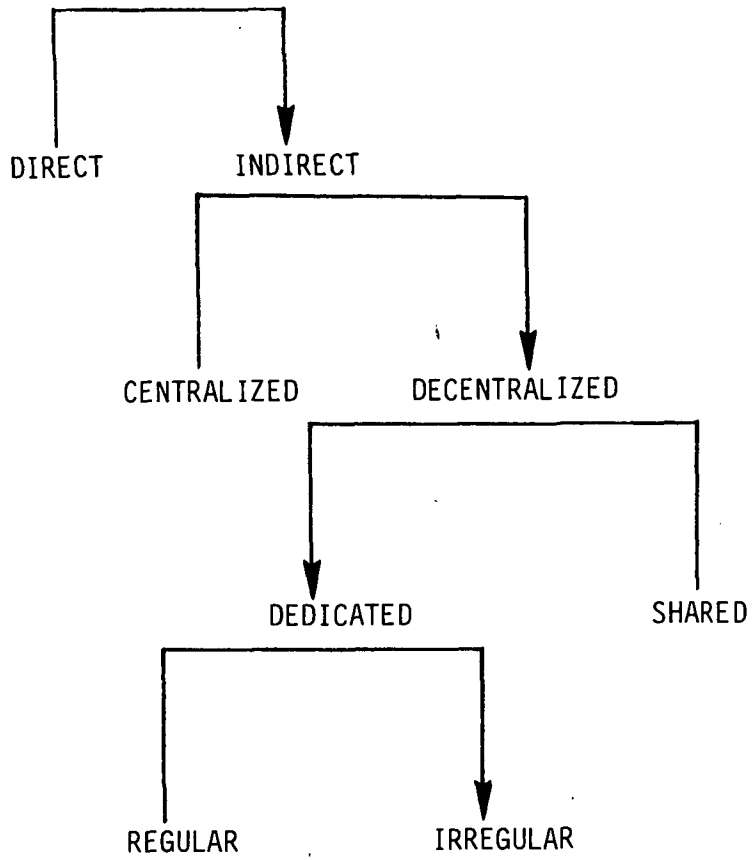 DIRECT INDIRECT
CENTRALIZED DECENTRALIZED
DEDICATED SHARED
REGULAR IRREGULAR